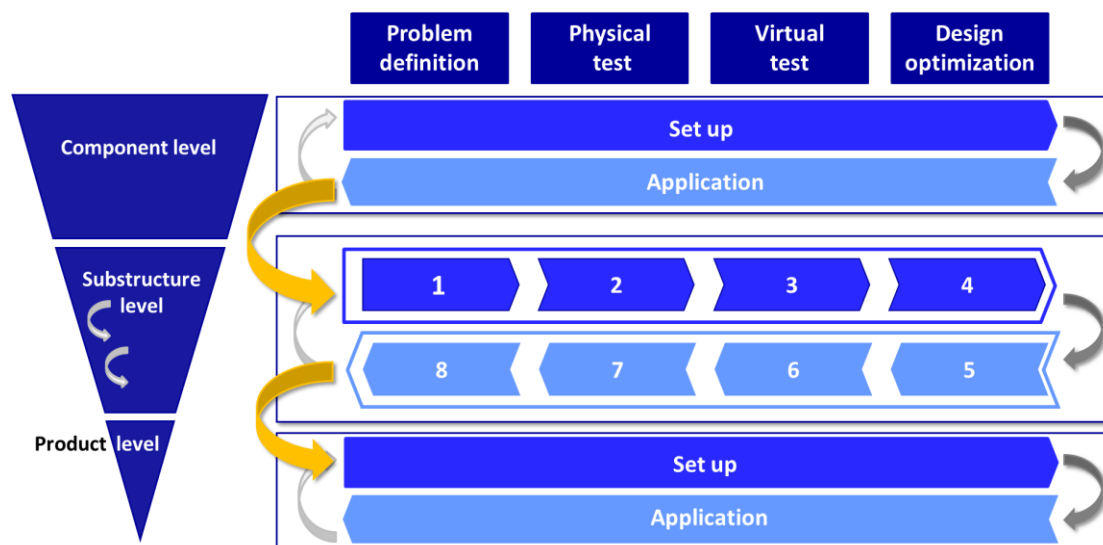 Problem
definition
Physical
test
Virtual
test
Design
optimization
Component level
Set up
Application
Substructure
level
1
2
3
4
8
7
6
5
Product level
Set up
Application